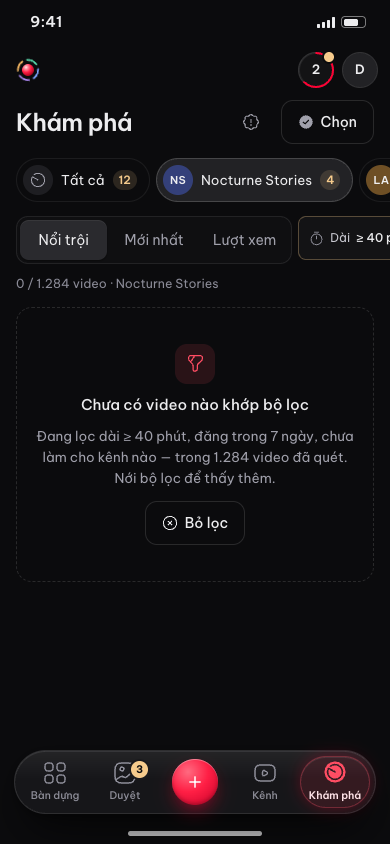 9:41
2
D
Khám phá
Chọn
Tất cả 12
NS Nocturne Stories 4
LA
Nổi trội
Mới nhất
Lượt xem
Dài ≥ 40 p
0 / 1.284 video · Nocturne Stories
Chưa có video nào khớp bộ lọc
Đang lọc dài ≥ 40 phút, đăng trong 7 ngày, chưa
làm cho kênh nào — trong 1.284 video đã quét.
Nới bộ lọc để thấy thêm.
Bỏ lọc
3
Bàn dựng
Duyệt
Kênh
Khám phá